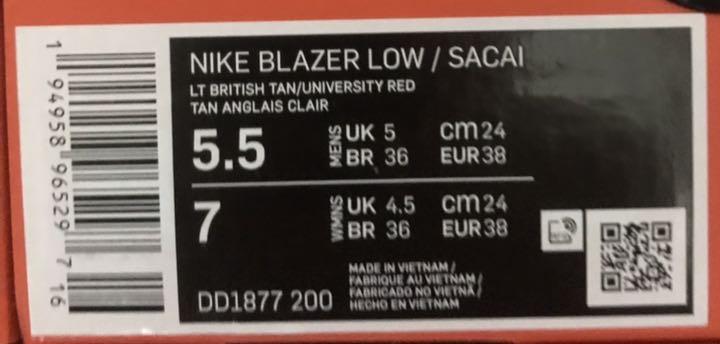 NIKE BLAZER LOW / SACAI
LT BRITISH TAN/UNIVERSITY RED
TAN ANGLAIS CLAIR
5.5 MENS UK 5 cm 24
BR 36 EUR 38
7 WMNS UK 4.5 cm 24
BR 36 EUR 38
DD1877 200
MADE IN VIETNAM /
FABRIQUE AU VIETNAM /
FABRICADO NO VIETNÃ /
HECHO EN VIETNAM
1 94958 96529 7 16